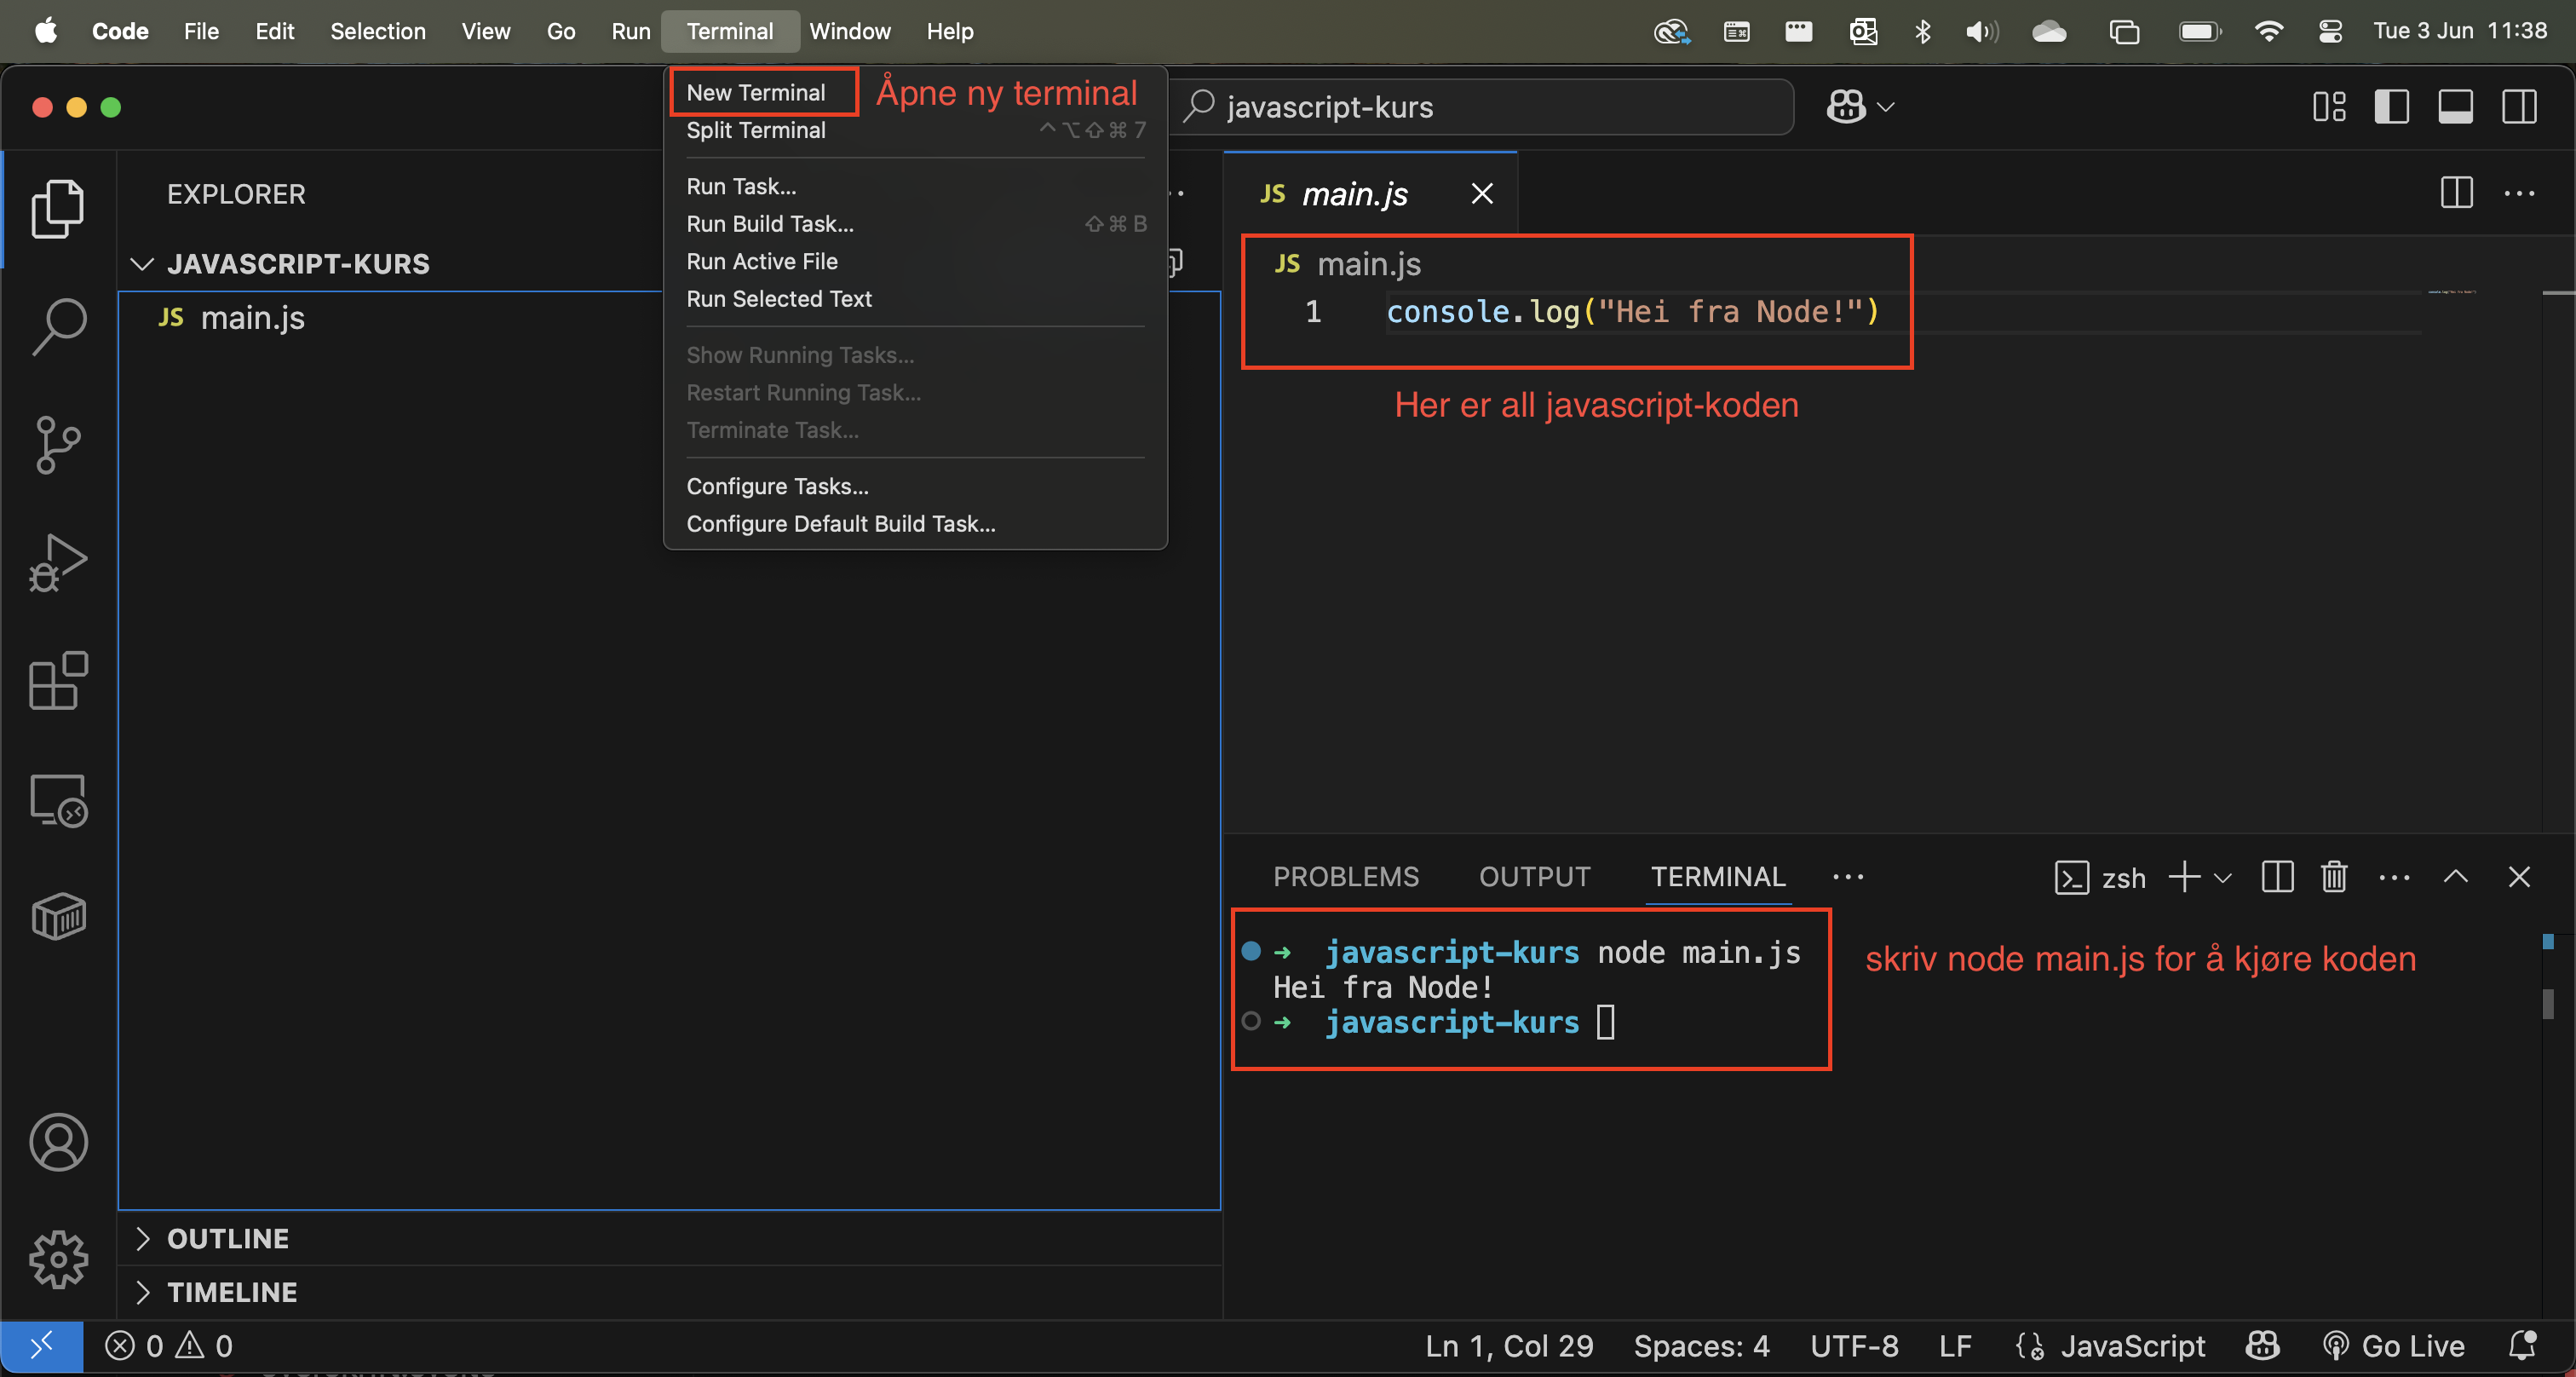 Code File Edit Selection View Go Run Terminal Window Help Tue 3 Jun 11:38
New Terminal Åpne ny terminal
Split Terminal ^⌥⇧⌘7
Run Task...
Run Build Task... ⇧⌘B
Run Active File
Run Selected Text
Show Running Tasks...
Restart Running Task...
Terminate Task...
Configure Tasks...
Configure Default Build Task...
javascript-kurs
EXPLORER
JAVASCRIPT-KURS
JS main.js
OUTLINE
TIMELINE
JS main.js
JS main.js
1 console.log("Hei fra Node!")
Her er all javascript-koden
PROBLEMS OUTPUT TERMINAL zsh
→ javascript-kurs node main.js
Hei fra Node!
→ javascript-kurs
skriv node main.js for å kjøre koden
0 0 Ln 1, Col 29 Spaces: 4 UTF-8 LF JavaScript Go Live